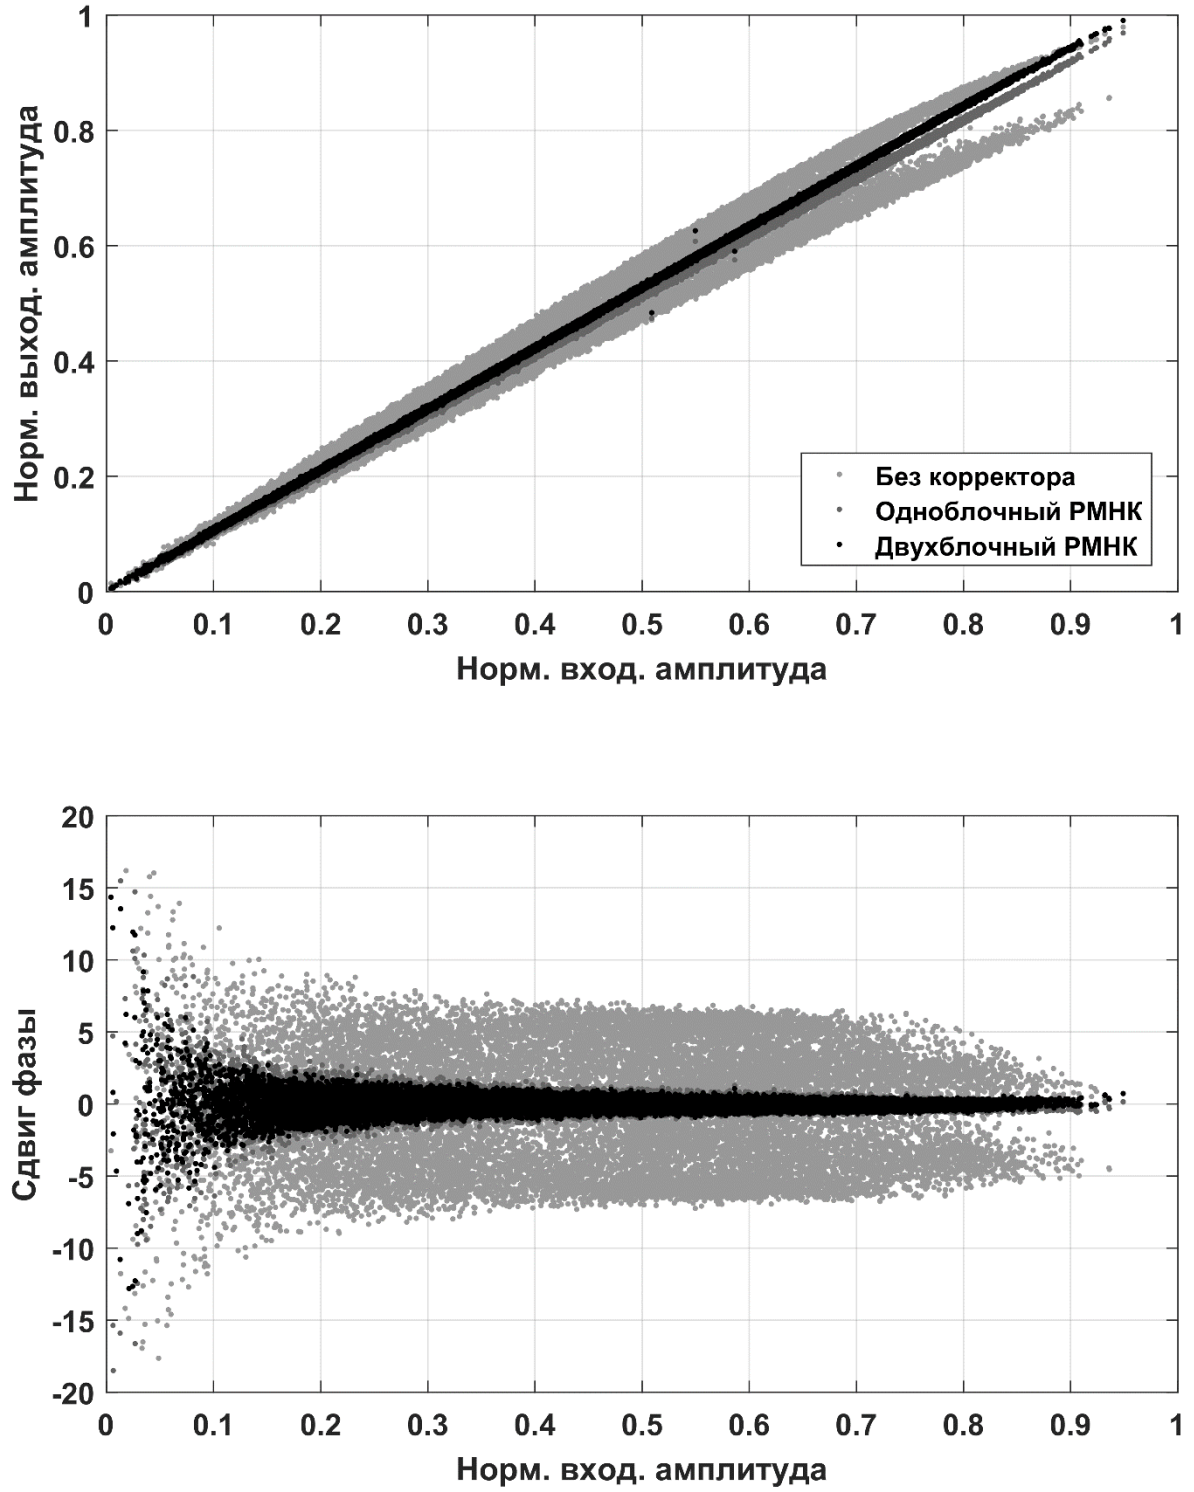 1
0.8
0.6
0.4
0.2
0
Норм. выход. амплитуда
Без корректора
Одноблочный РМНК
Двухблочный РМНК
0 0.1 0.2 0.3 0.4 0.5 0.6 0.7 0.8 0.9 1
Норм. вход. амплитуда
20
15
10
5
0
-5
-10
-15
-20
Сдвиг фазы
0 0.1 0.2 0.3 0.4 0.5 0.6 0.7 0.8 0.9 1
Норм. вход. амплитуда